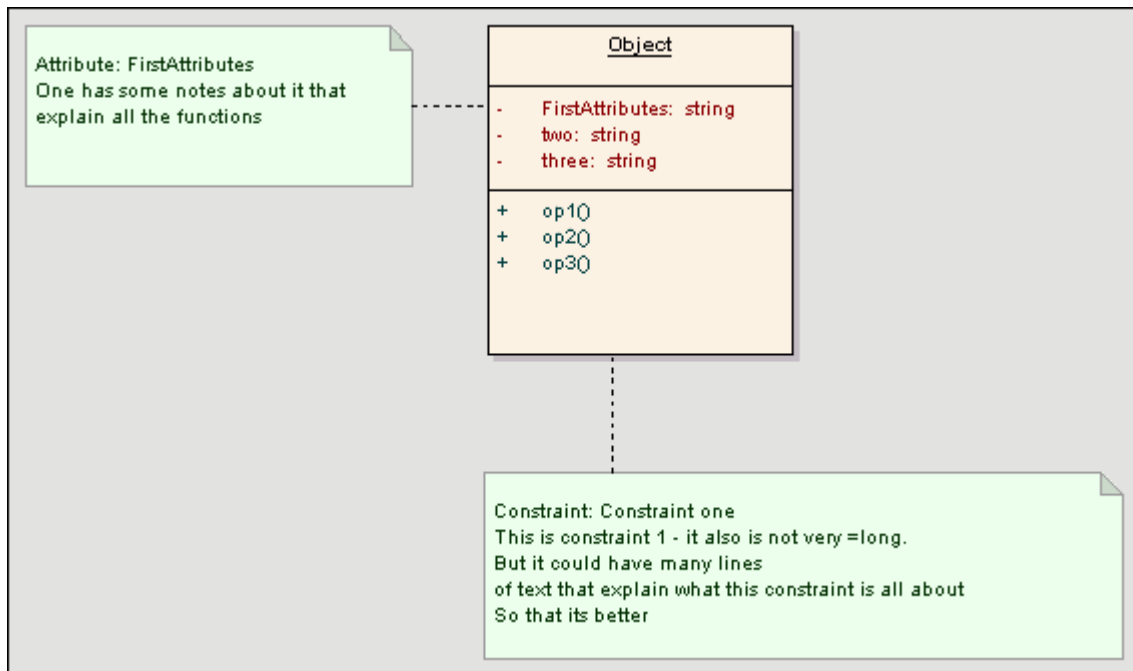 Attribute: FirstAttributes
One has some notes about it that
explain all the functions
Object
- FirstAttributes: string
- two: string
- three: string
+ op1()
+ op2()
+ op3()
Constraint: Constraint one
This is constraint 1 - it also is not very =long.
But it could have many lines
of text that explain what this constraint is all about
So that its better